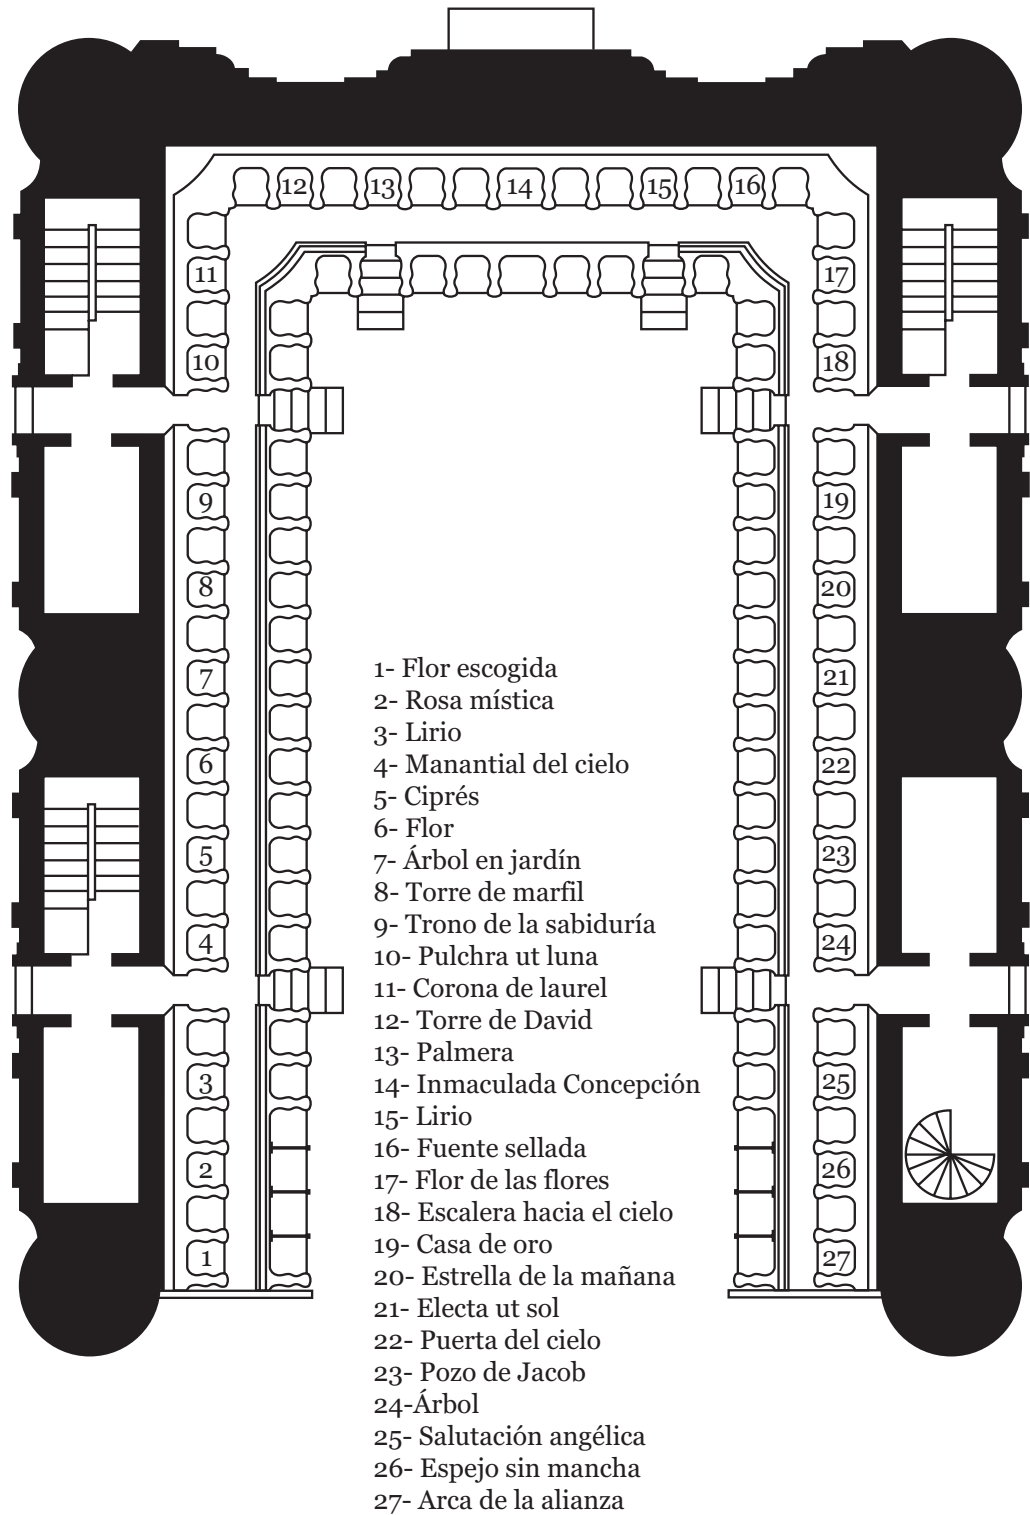 12 13 14 15 16
11 17
10 18
9 19
8 20
7 21
6 22
5 23
4 24
3 25
2 26
1 27
1- Flor escogida
2- Rosa mística
3- Lirio
4- Manantial del cielo
5- Ciprés
6- Flor
7- Árbol en jardín
8- Torre de marfil
9- Trono de la sabiduría
10- Pulchra ut luna
11- Corona de laurel
12- Torre de David
13- Palmera
14- Inmaculada Concepción
15- Lirio
16- Fuente sellada
17- Flor de las flores
18- Escalera hacia el cielo
19- Casa de oro
20- Estrella de la mañana
21- Electa ut sol
22- Puerta del cielo
23- Pozo de Jacob
24-Árbol
25- Salutación angélica
26- Espejo sin mancha
27- Arca de la alianza